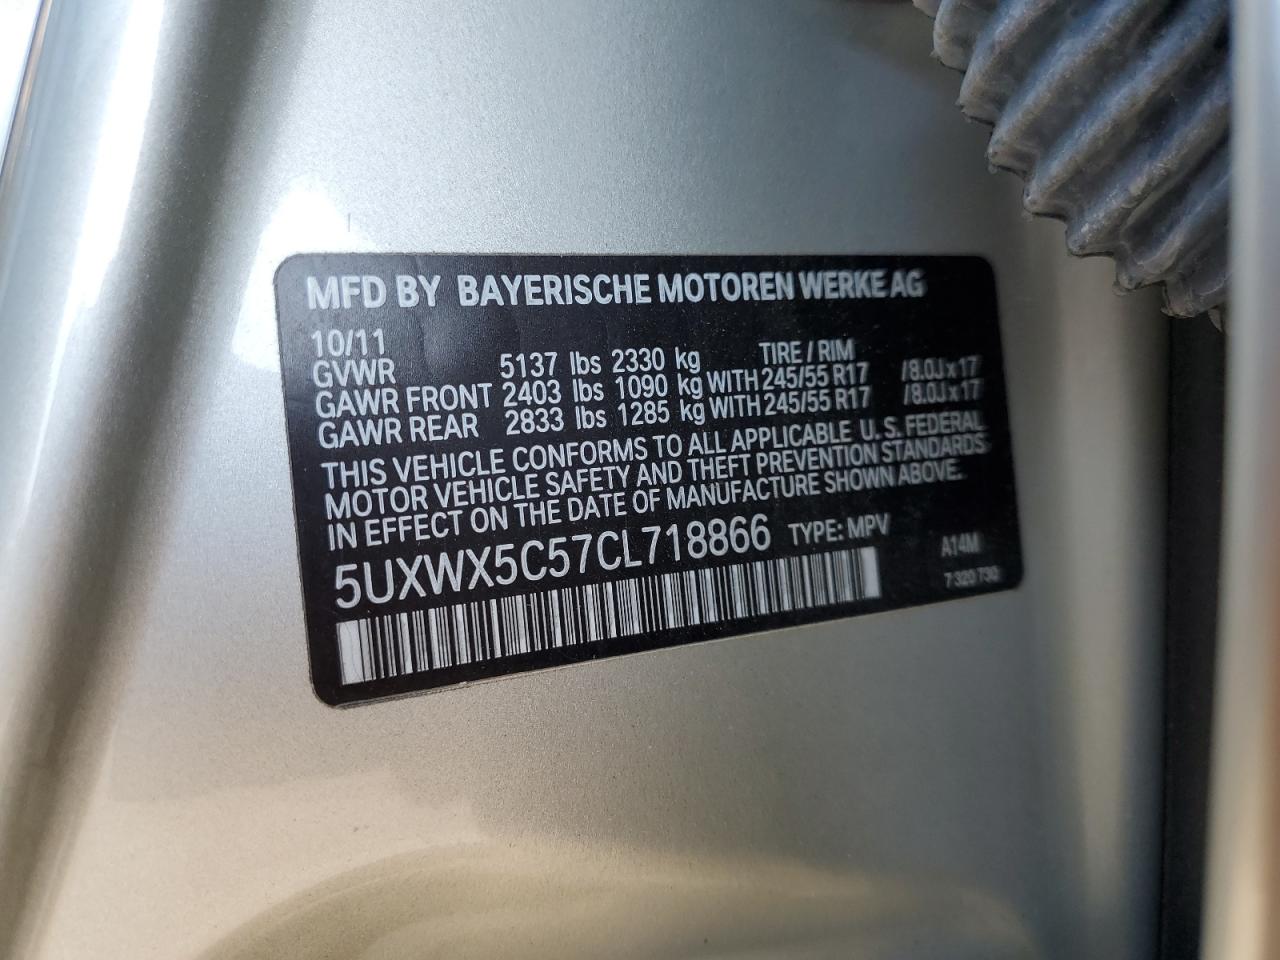 MFD BY BAYERISCHE MOTOREN WERKE AG
10/11
GVWR 5137 lbs 2330 kg TIRE / RIM
GAWR FRONT 2403 lbs 1090 kg WITH 245/55 R17 / 8.0J x 17
GAWR REAR 2833 lbs 1285 kg WITH 245/55 R17 / 8.0J x 17
THIS VEHICLE CONFORMS TO ALL APPLICABLE U. S. FEDERAL
MOTOR VEHICLE SAFETY AND THEFT PREVENTION STANDARDS
IN EFFECT ON THE DATE OF MANUFACTURE SHOWN ABOVE.
5UXWX5C57CL718866 TYPE: MPV A14M
7 320 730